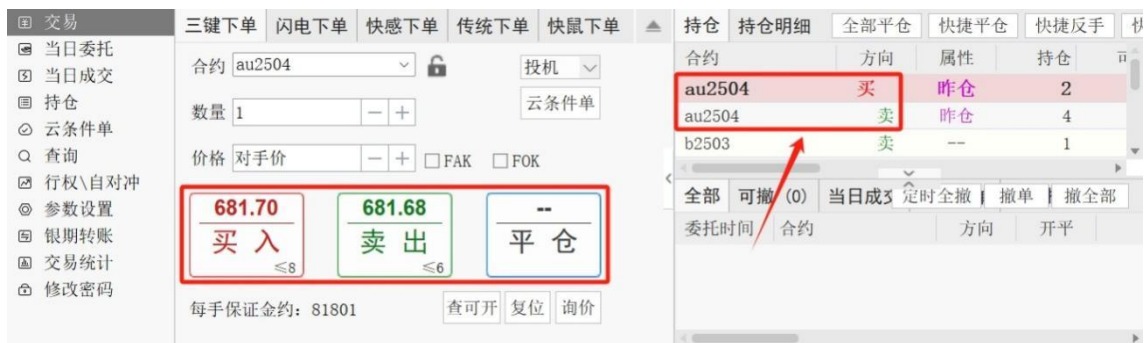 交易
当日委托
当日成交
持仓
云条件单
查询
行权\自对冲
参数设置
银期转账
交易统计
修改密码
三键下单 闪电下单 快感下单 传统下单 快鼠下单
合约 au2504 投机
数量 1 云条件单
价格 对手价 FAK FOK
681.70 681.68 --
买入 卖出 平仓
≤8 ≤6
每手保证金约: 81801 查可开 复位 询价
持仓 持仓明细 全部平仓 快捷平仓 快捷反手
合约 方向 属性 持仓
au2504 买 昨仓 2
au2504 卖 昨仓 4
b2503 卖 -- 1
全部 可撤 (0) 当日成交 定时全撤 撤单 撤全部
委托时间 合约 方向 开平